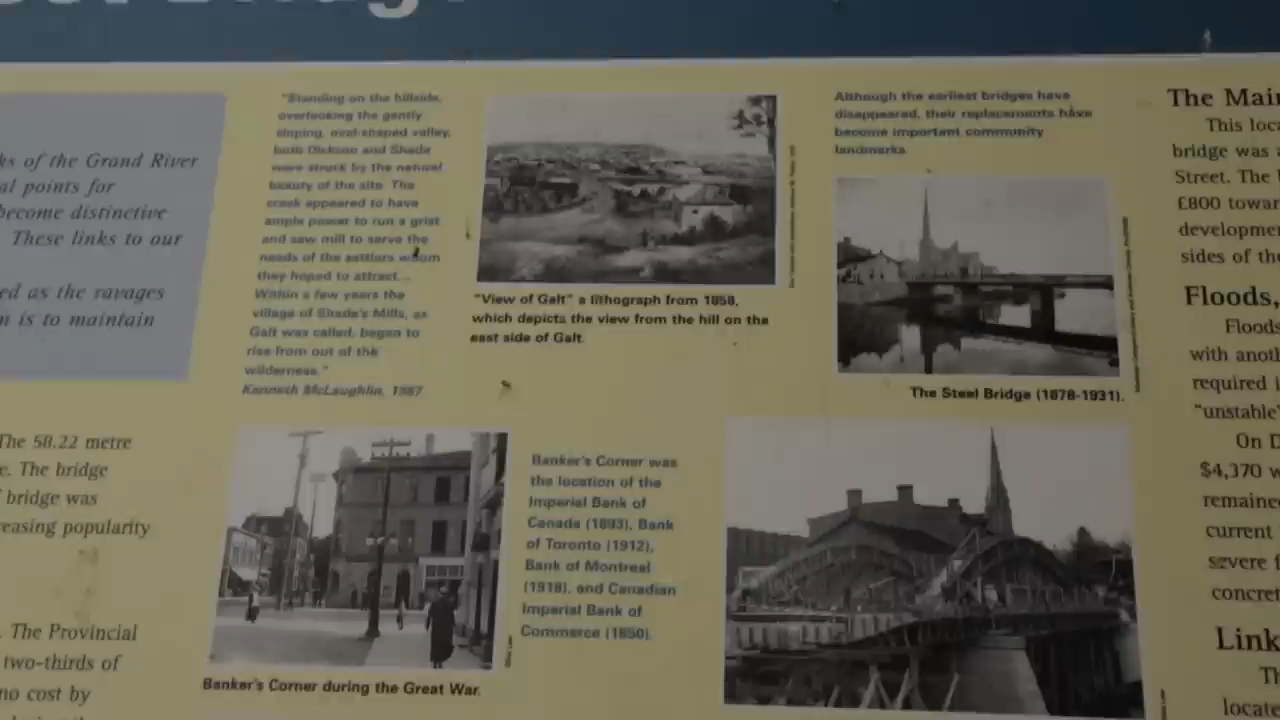 ks of the Grand River
al points for
become distinctive
These links to our
ed as the ravages
n is to maintain
The 58.22 metre
e. The bridge
bridge was
reasing popularity
. The Provincial
two-thirds of
no cost by
"Standing on the hillside,
overlooking the gently
sloping, oval-shaped valley,
both Dickson and Shade
were struck by the natural
beauty of the site. The
creek appeared to have
ample power to run a grist
and saw mill to serve the
needs of the settlers whom
they hoped to attract...
Within a few years the
village of Shade's Mills, as
Galt was called, began to
rise from out of the
wilderness."
Kenneth McLaughlin, 1987
"View of Galt" a lithograph from 1858,
which depicts the view from the hill on the
east side of Galt.
Although the earliest bridges have
disappeared, their replacements have
become important community
landmarks.
The Steel Bridge (1878-1931).
Banker's Corner was
the location of the
Imperial Bank of
Canada (1893), Bank
of Toronto (1912),
Bank of Montreal
(1918), and Canadian
Imperial Bank of
Commerce (1850).
Banker's Corner during the Great War.
The Mai
This loc
bridge was a
Street. The
£800 towar
developmen
sides of the
Floods,
Floods
with anoth
required i
"unstable"
On D
$4,370 w
remaine
current
severe f
concret
Link
Th
locate